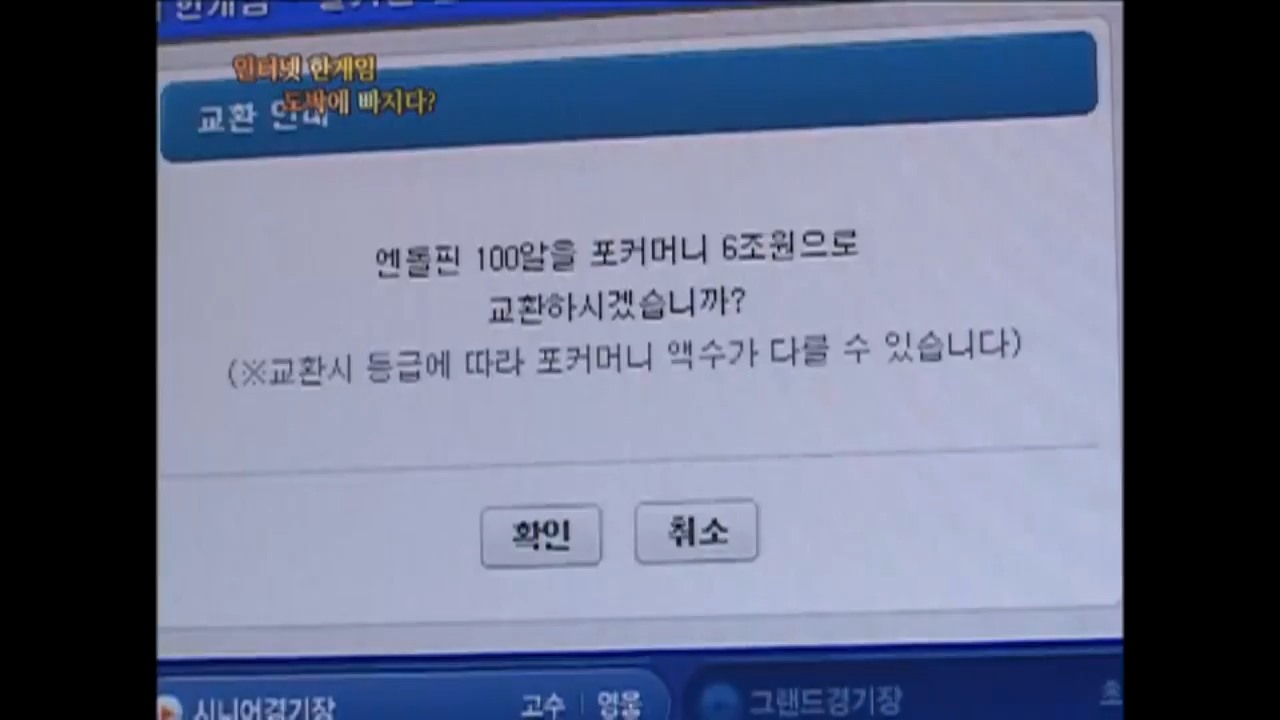 한게임
인터넷 한게임
도박에 빠지다?
교환 안내
엔돌핀 100알을 포커머니 6조원으로
교환하시겠습니까?
(※교환시 등급에 따라 포커머니 액수가 다를 수 있습니다)
확인
취소
시니어경기장
고수
영웅
그랜드경기장
초